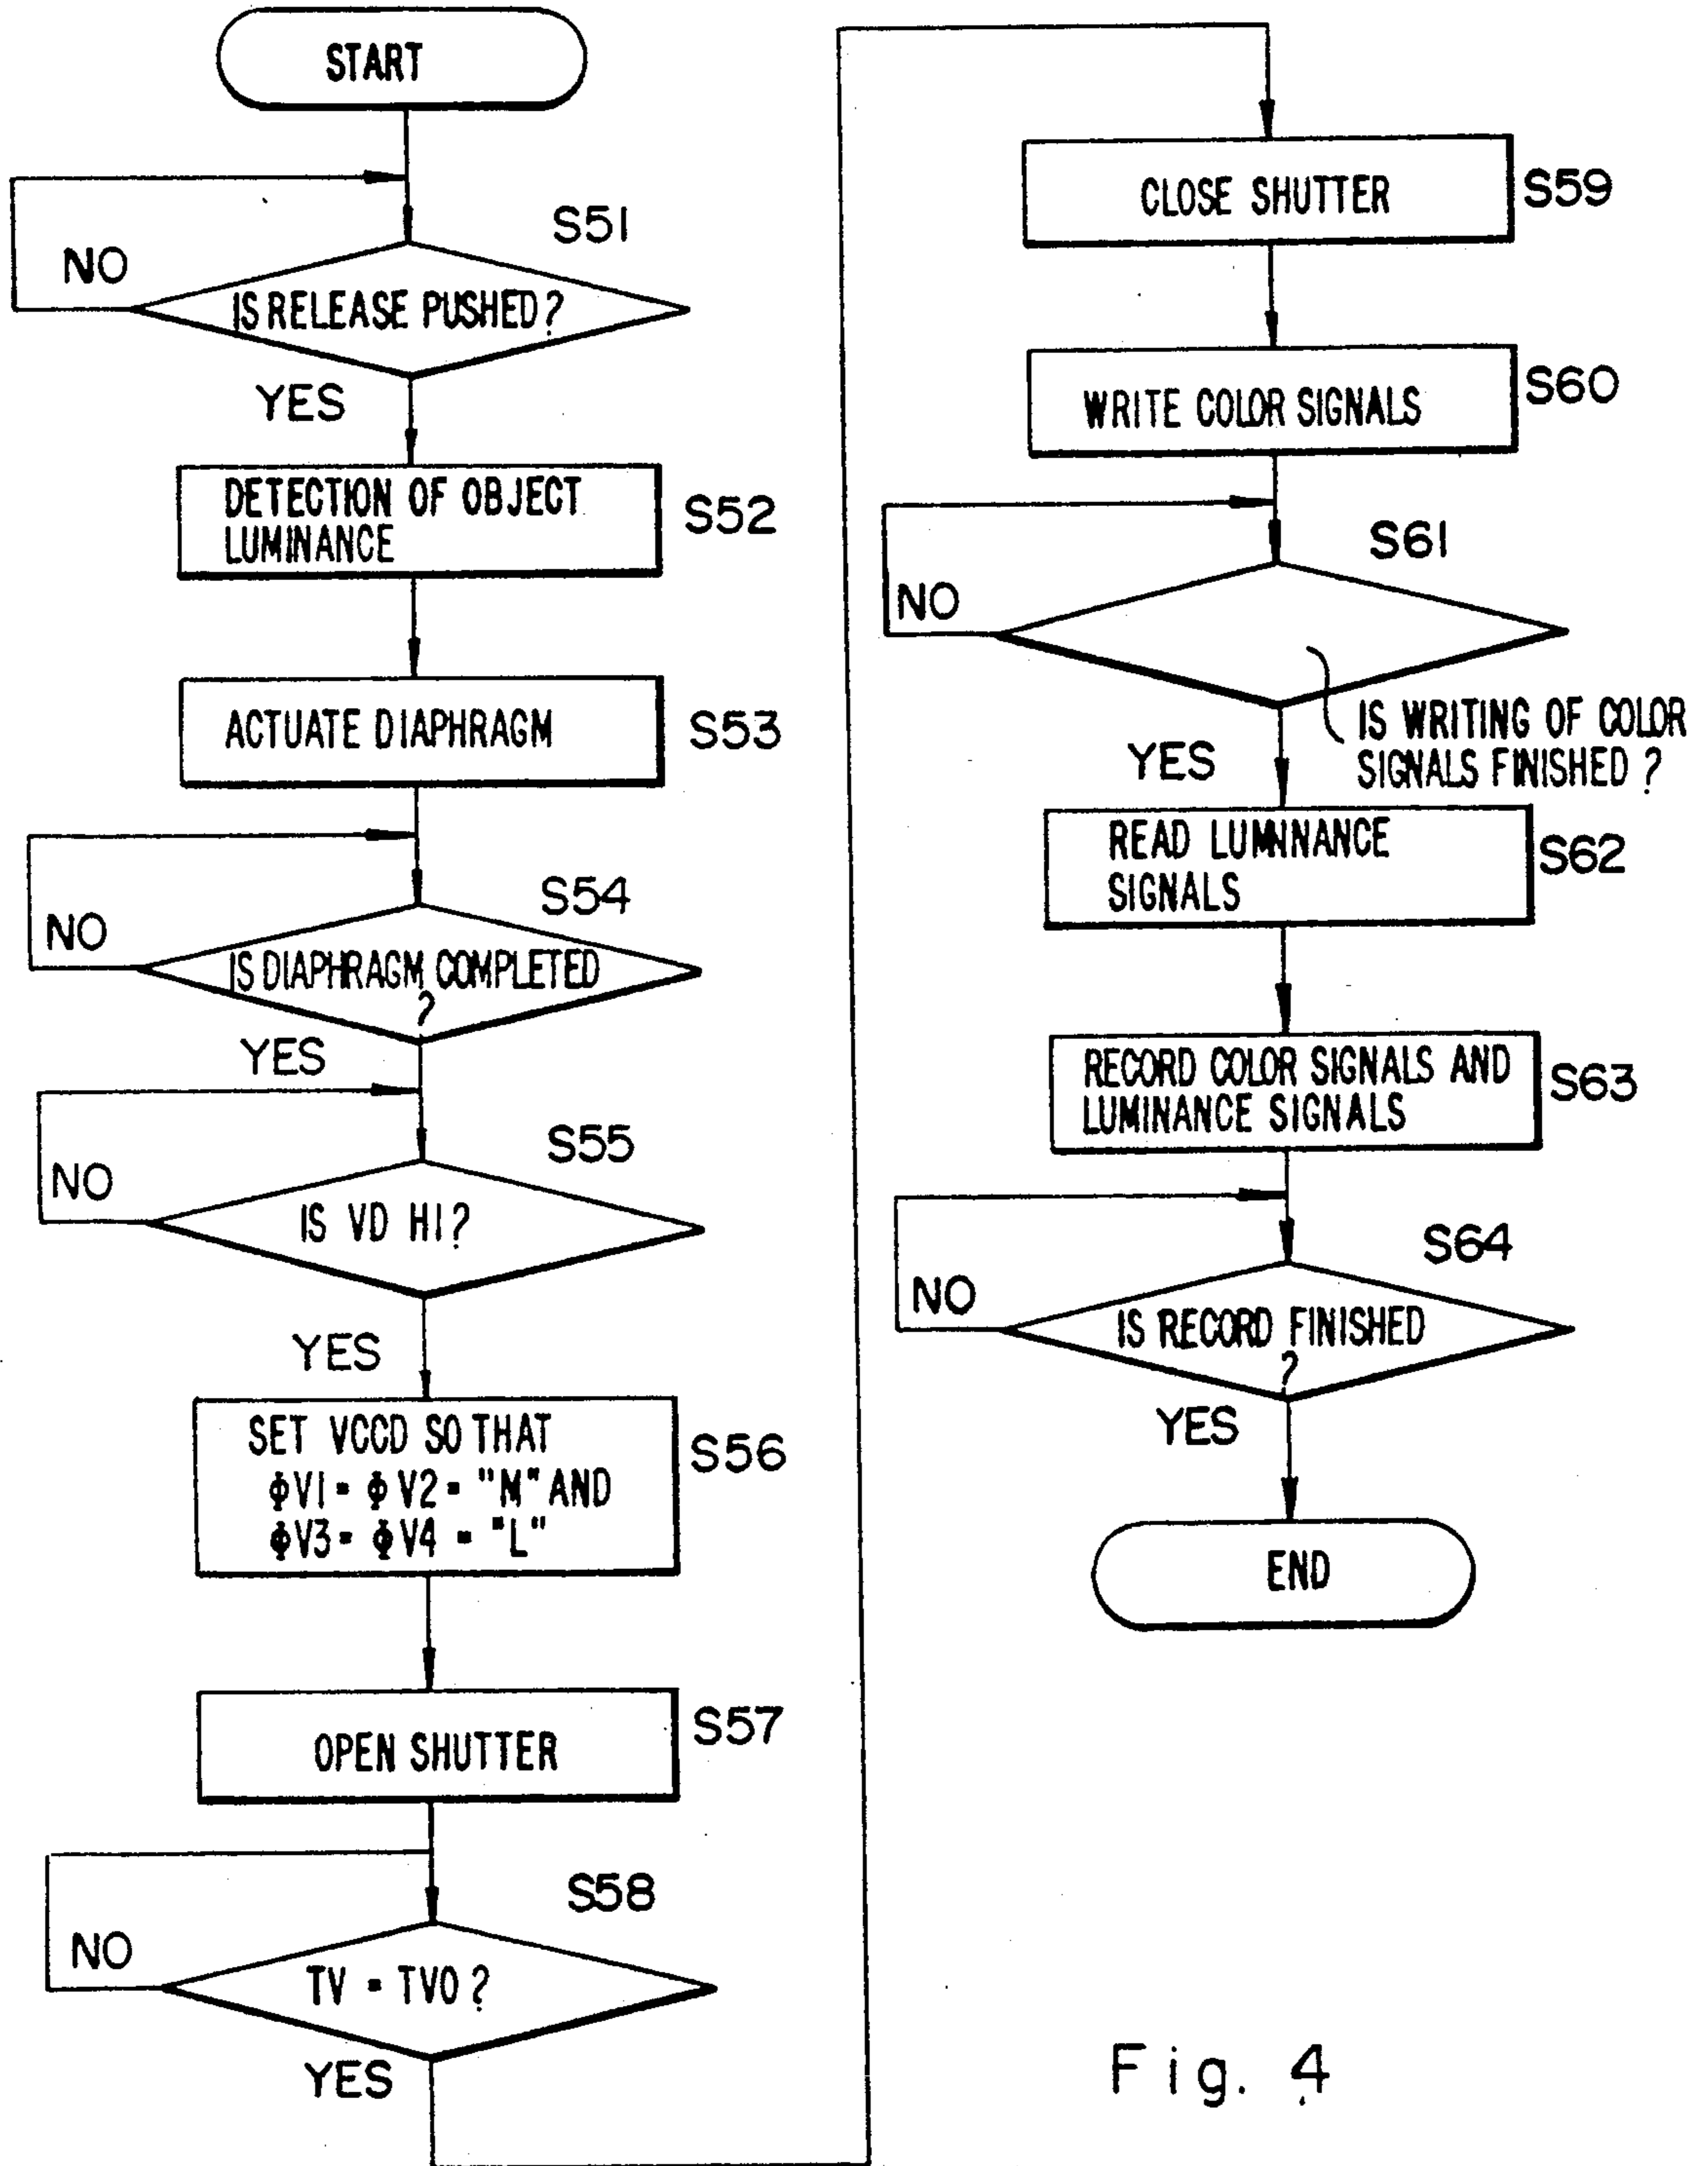 START
S51
NO
IS RELEASE PUSHED?
YES
DETECTION OF OBJECT
LUMINANCE
S52
ACTUATE DIAPHRAGM
S53
S54
NO
IS DIAPHRAGM COMPLETED
?
YES
S55
NO
IS VD HI?
YES
SET VCCD SO THAT
ΦV1 = ΦV2 = "M" AND
ΦV3 = ΦV4 = "L"
S56
OPEN SHUTTER
S57
S58
NO
TV = TVO?
YES
CLOSE SHUTTER
S59
WRITE COLOR SIGNALS
S60
S61
NO
IS WRITING OF COLOR
SIGNALS FINISHED ?
YES
READ LUMINANCE
SIGNALS
S62
RECORD COLOR SIGNALS AND
LUMINANCE SIGNALS
S63
S64
NO
IS RECORD FINISHED
?
YES
END
Fig. 4